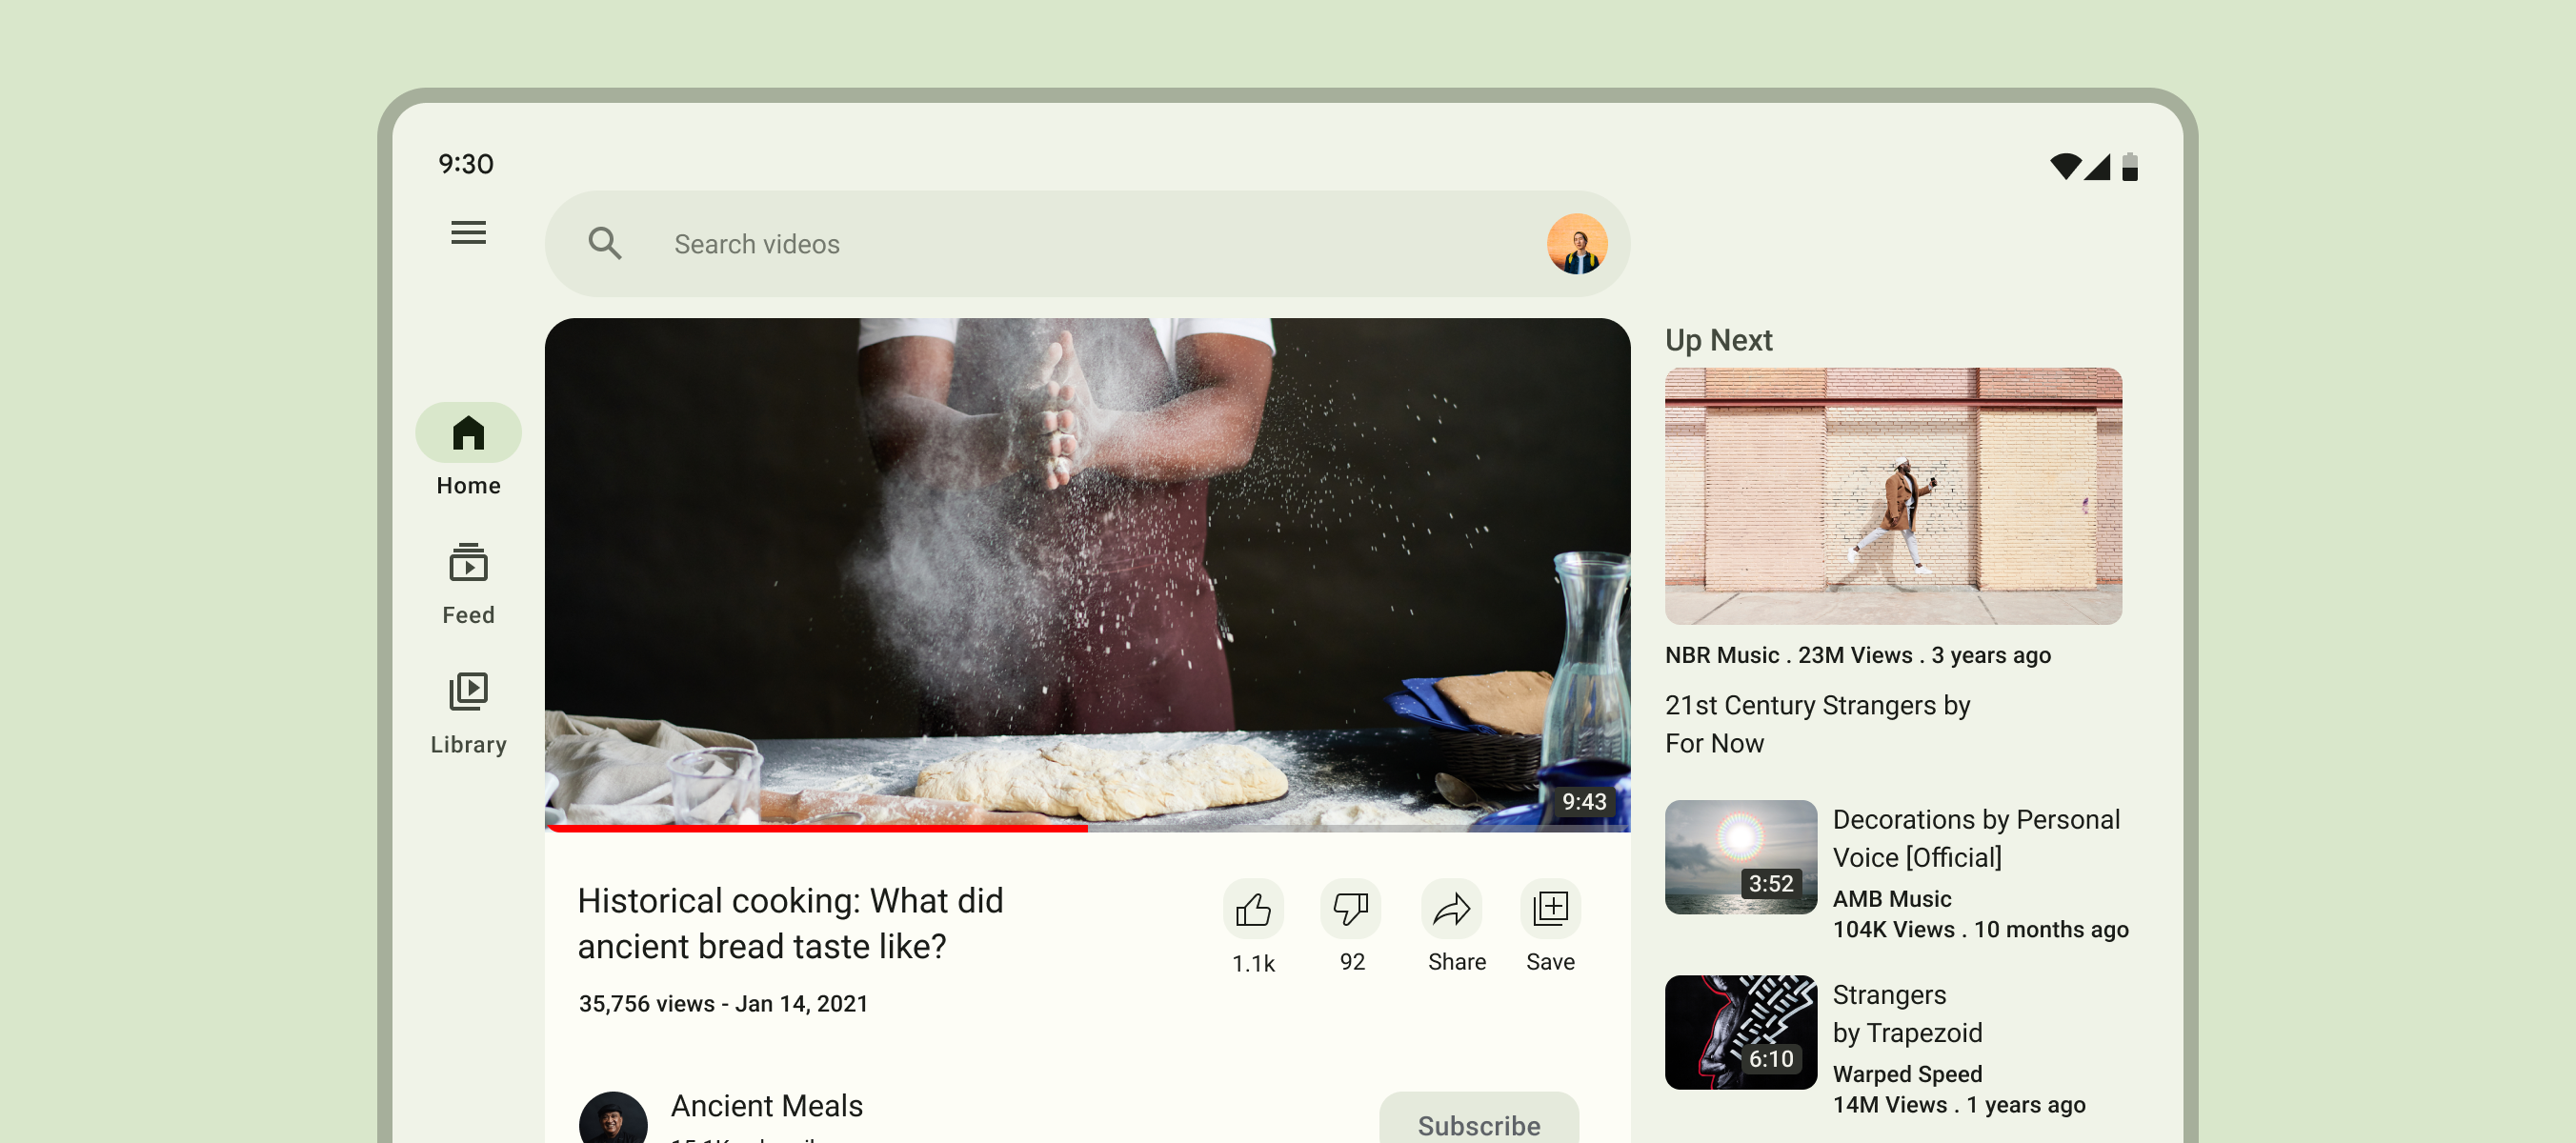 9:30
Search videos
Home
Feed
Library
9:43
Historical cooking: What did
ancient bread taste like?
35,756 views - Jan 14, 2021
1.1k
92
Share
Save
Ancient Meals
Subscribe
Up Next
NBR Music . 23M Views . 3 years ago
21st Century Strangers by
For Now
3:52
Decorations by Personal
Voice [Official]
AMB Music
104K Views . 10 months ago
6:10
Strangers
by Trapezoid
Warped Speed
14M Views . 1 years ago